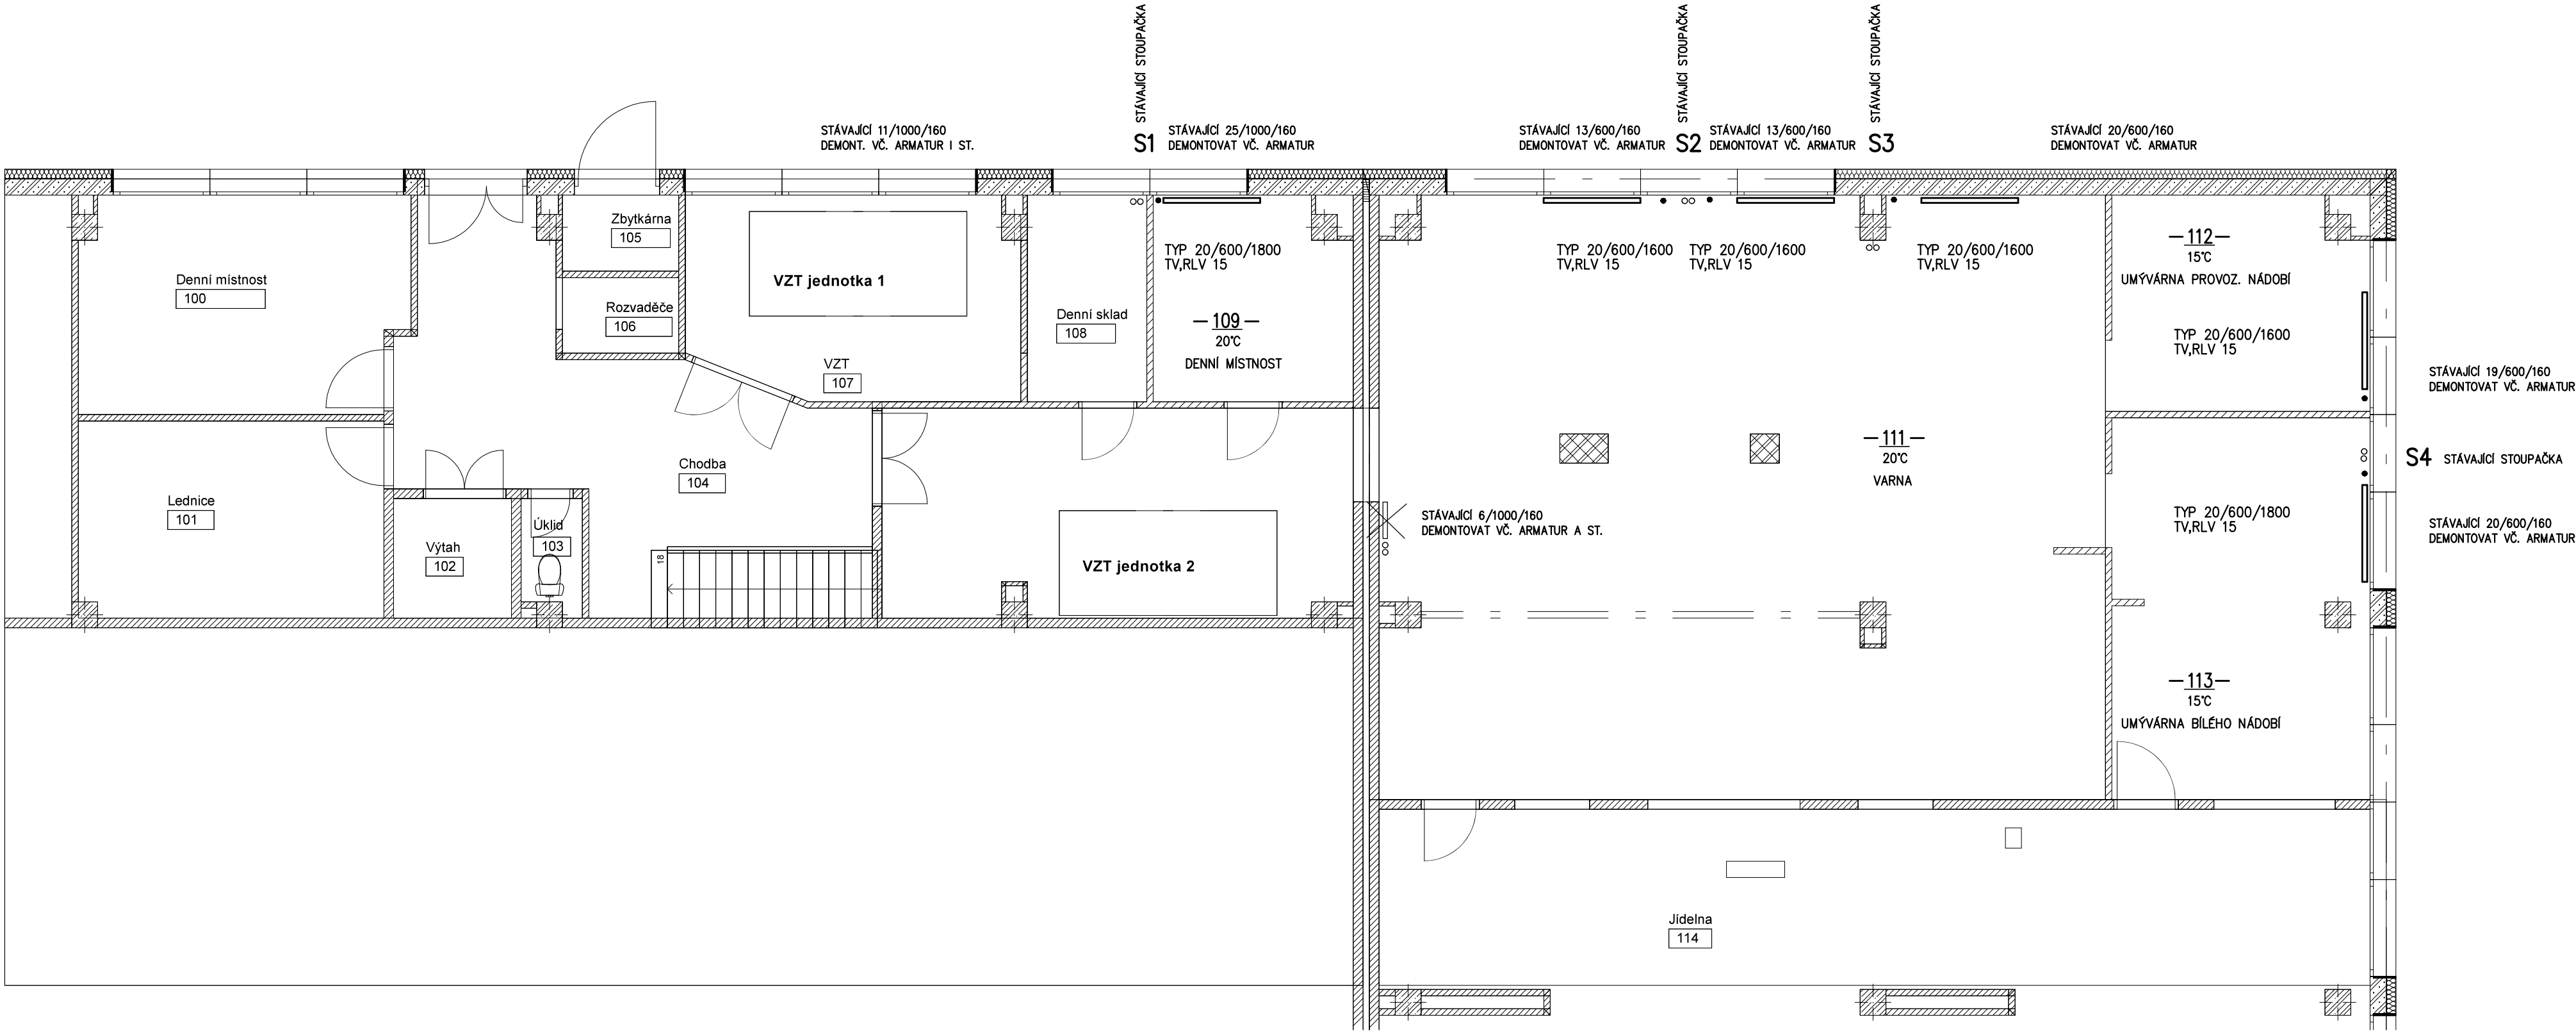 STÁVAJÍCÍ STOUPAČKA
STÁVAJÍCÍ STOUPAČKA
STÁVAJÍCÍ STOUPAČKA
STÁVAJÍCÍ 11/1000/160
DEMONT. VČ. ARMATUR I ST.
S1
STÁVAJÍCÍ 25/1000/160
DEMONTOVAT VČ. ARMATUR
STÁVAJÍCÍ 13/600/160
DEMONTOVAT VČ. ARMATUR
S2
STÁVAJÍCÍ 13/600/160
DEMONTOVAT VČ. ARMATUR
S3
STÁVAJÍCÍ 20/600/160
DEMONTOVAT VČ. ARMATUR
Denní místnost
100
Zbytkárna
105
Rozvaděče
106
VZT jednotka 1
VZT
107
Denní sklad
108
TYP 20/600/1800
TV,RLV 15
109
20°C
DENNÍ MÍSTNOST
TYP 20/600/1600
TV,RLV 15
TYP 20/600/1600
TV,RLV 15
TYP 20/600/1600
TV,RLV 15
112
15°C
UMÝVÁRNA PROVOZ. NÁDOBÍ
TYP 20/600/1600
TV,RLV 15
STÁVAJÍCÍ 19/600/160
DEMONTOVAT VČ. ARMATUR
Lednice
101
Výtah
102
Úklid
103
Chodba
104
18
VZT jednotka 2
STÁVAJÍCÍ 6/1000/160
DEMONTOVAT VČ. ARMATUR A ST.
111
20°C
VARNA
S4 STÁVAJÍCÍ STOUPAČKA
TYP 20/600/1800
TV,RLV 15
STÁVAJÍCÍ 20/600/160
DEMONTOVAT VČ. ARMATUR
113
15°C
UMÝVÁRNA BÍLÉHO NÁDOBÍ
Jídelna
114